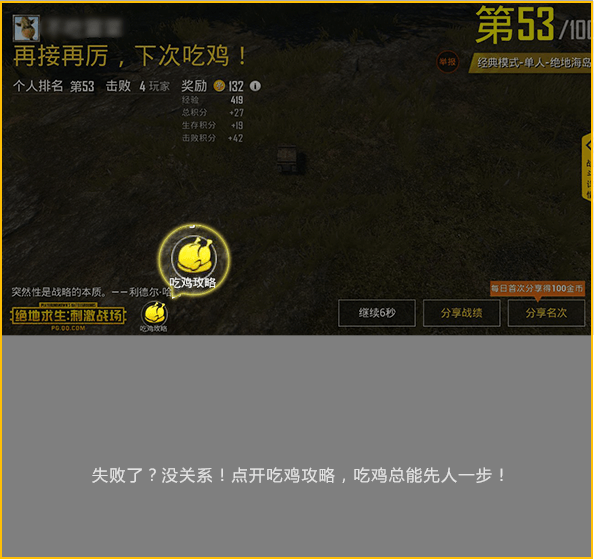 第53/100
再接再厉，下次吃鸡！
举报
经典模式-单人-绝地海岛
个人排名 第53 击败 4 玩家 奖励 132
经验 419
总积分 +27
生存积分 +19
击败积分 +42
吃鸡攻略
突然性是战略的本质。——利德尔·哈
每日首次分享得100金币
绝地求生:刺激战场
PG.QQ.COM
吃鸡攻略
继续6秒
分享战绩
分享名次
失败了？没关系！点开吃鸡攻略，吃鸡总能先人一步！